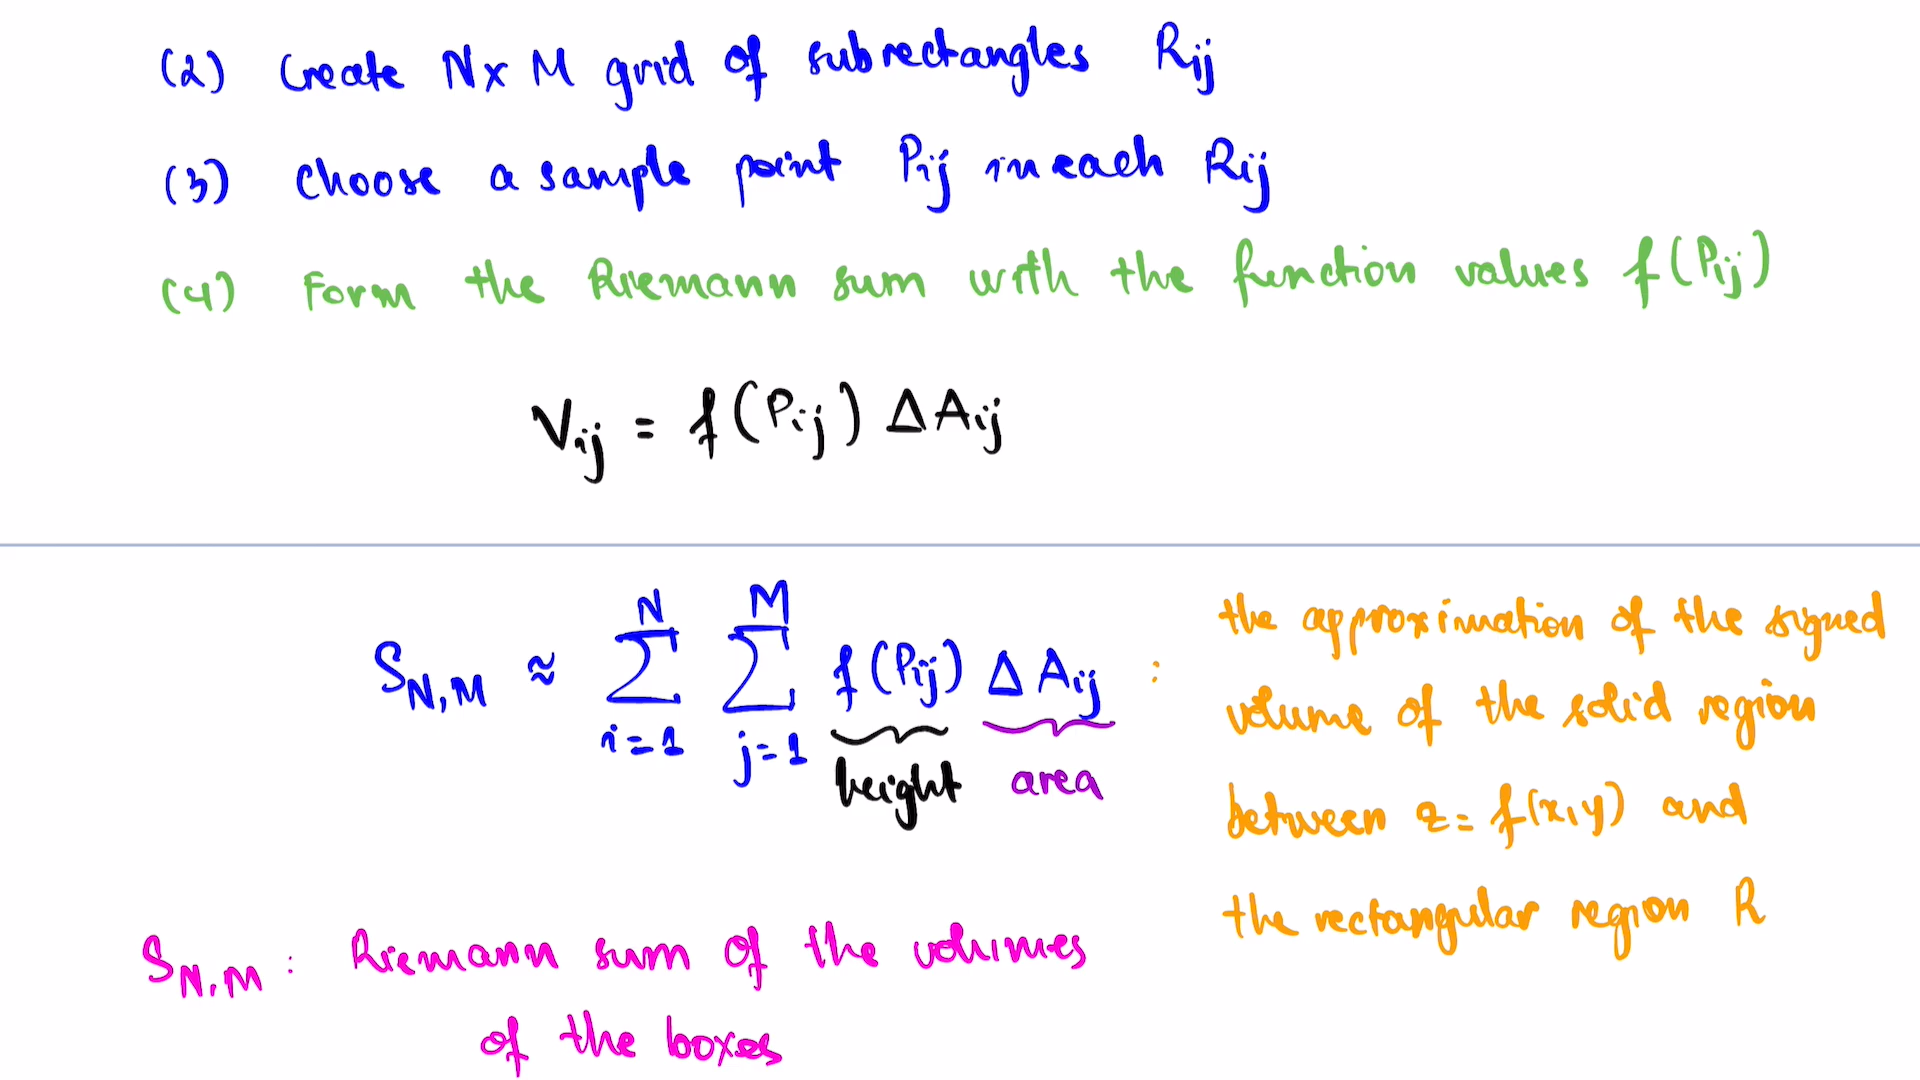 (2) Create N x M grid of subrectangles Rij
(3) Choose a sample point Pij in each Rij
(4) Form the Riemann sum with the function values f(Pij)
Vij = f(Pij) ΔAij
S_N,M ≈ Σ_{i=1}^{N} Σ_{j=1}^{M} f(Pij) ΔAij :
height area
the approximation of the signed
volume of the solid region
between z = f(x,y) and
the rectangular region R
S_N,M : Riemann sum of the volumes
of the boxes